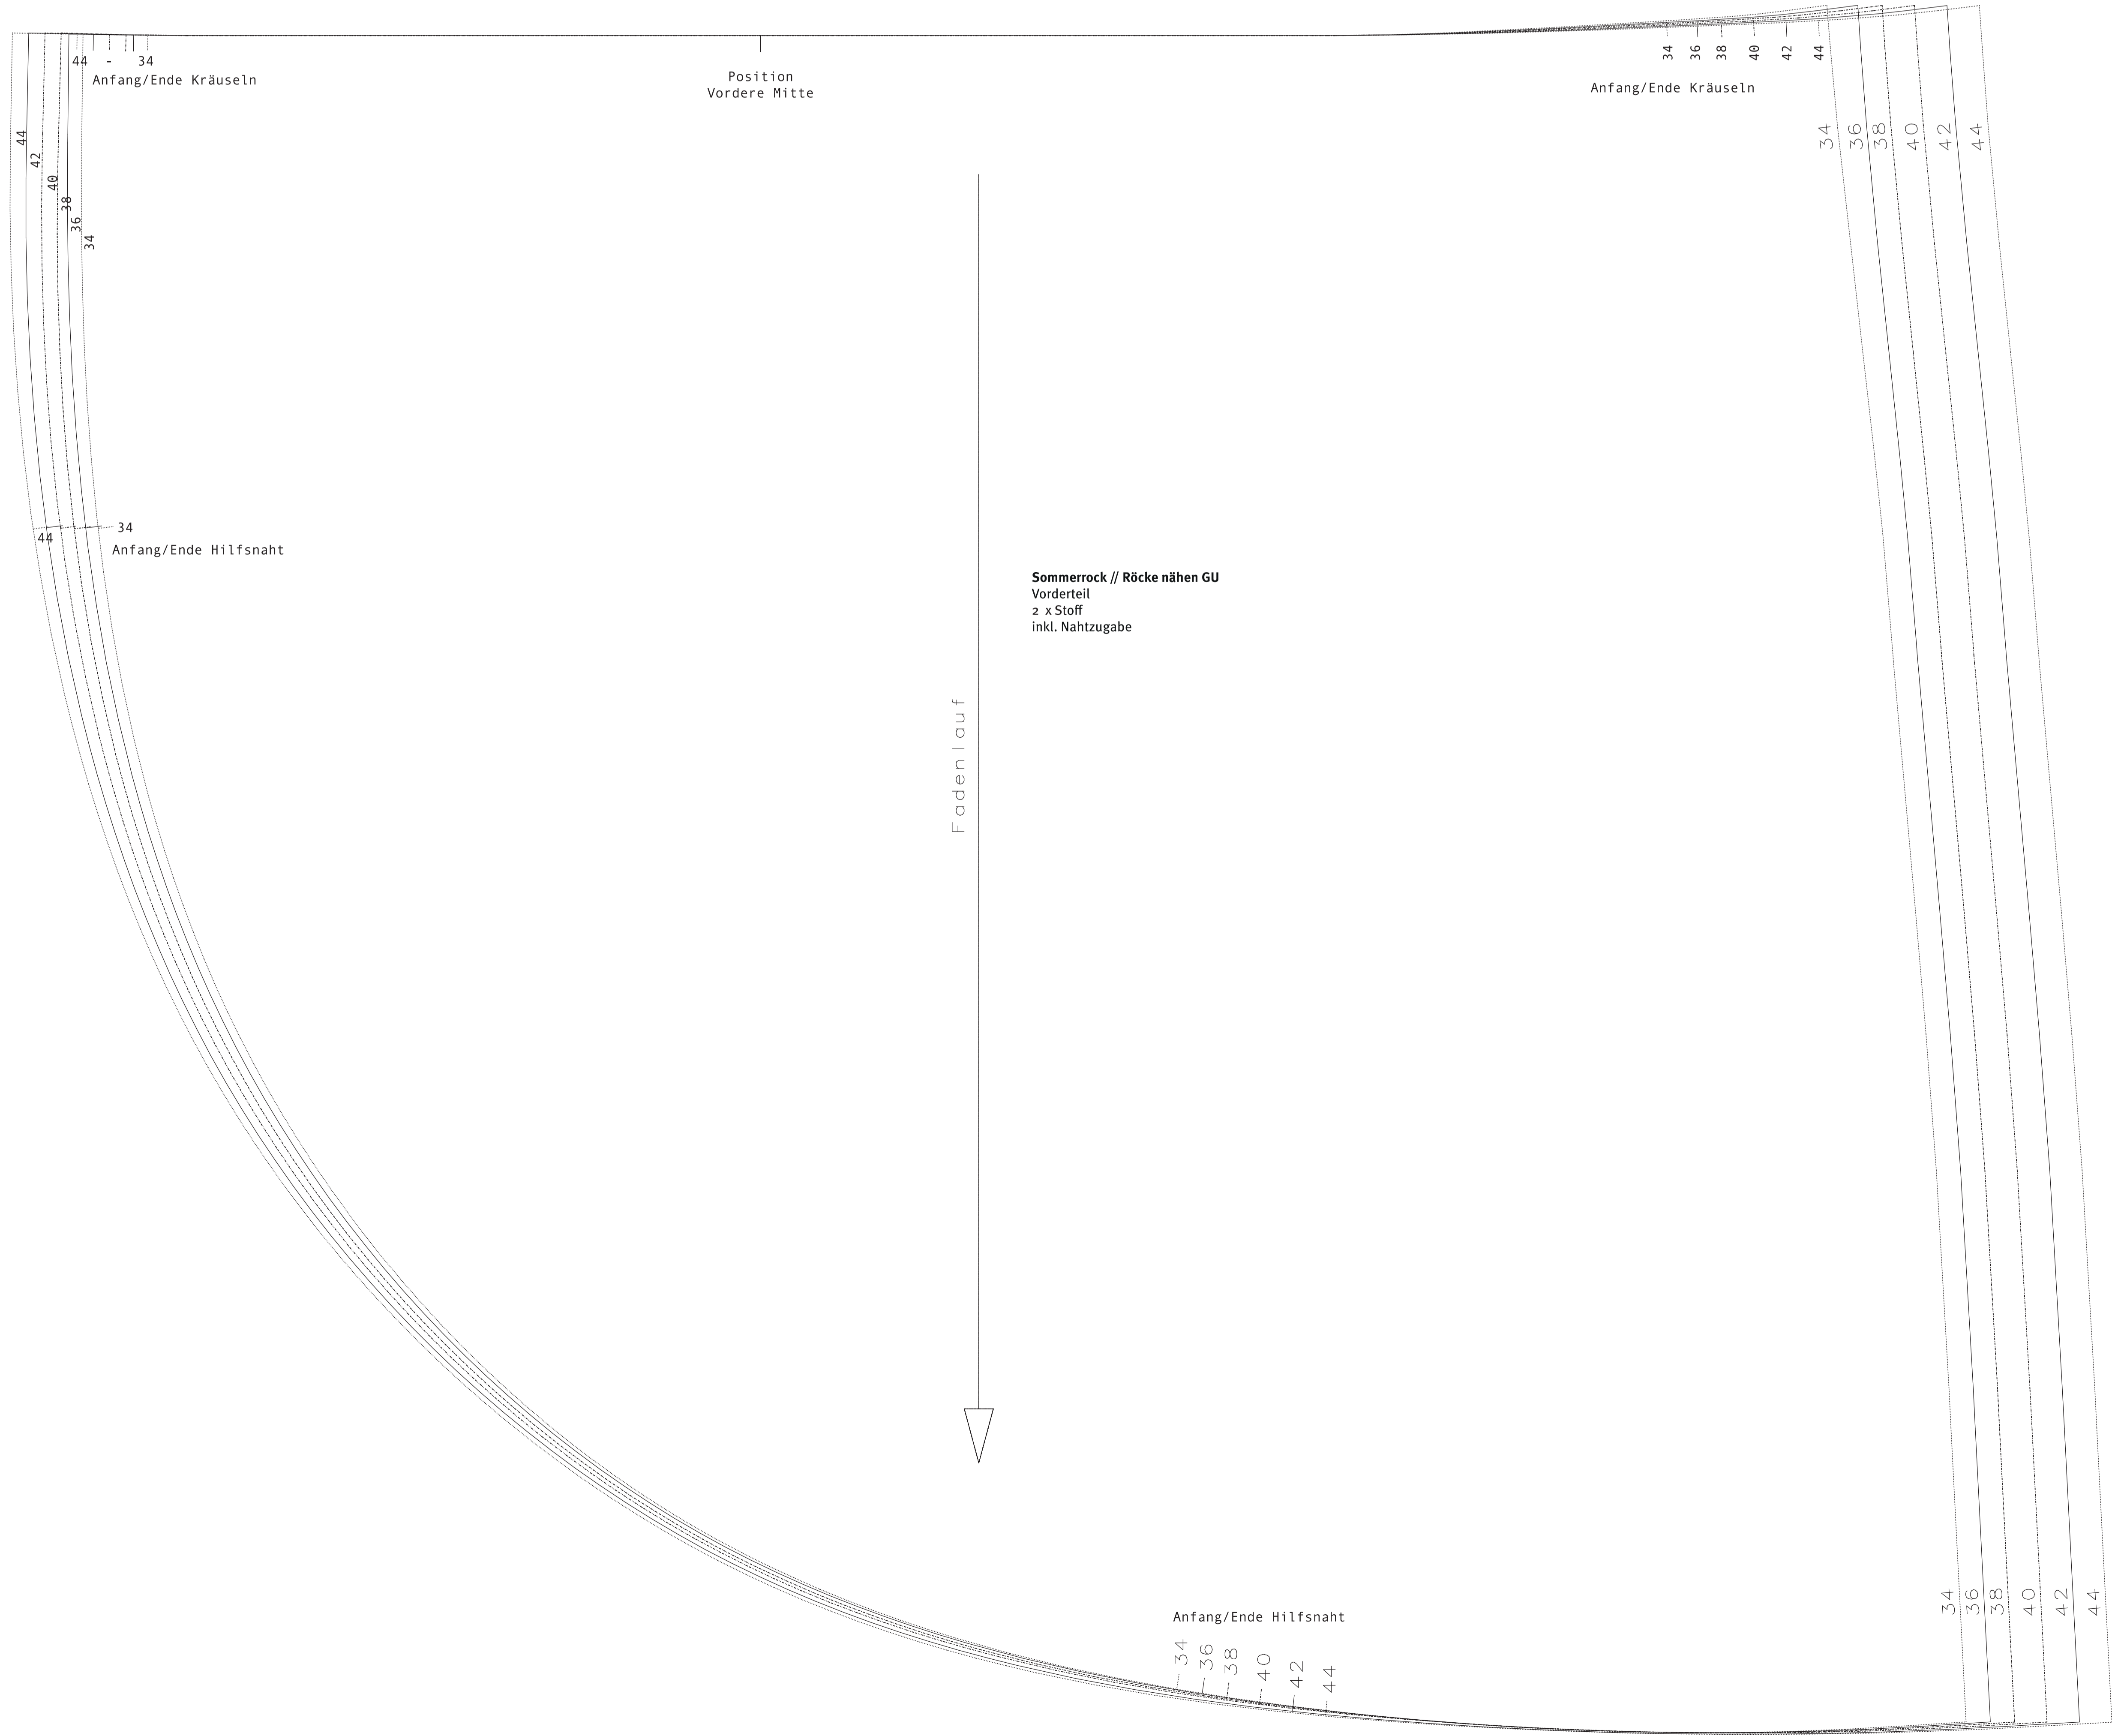 44 - 34
Anfang/Ende Kräuseln
Position
Vordere Mitte
34 36 38 40 42 44
Anfang/Ende Kräuseln
44
42
40
38
36
34
34 36 38 40 42 44
34
44
Anfang/Ende Hilfsnaht
Sommerrock // Röcke nähen GU
Vorderteil
2 x Stoff
inkl. Nahtzugabe
Fadenlauf
Anfang/Ende Hilfsnaht
34 36 38 40 42 44
34 36 38 40 42 44